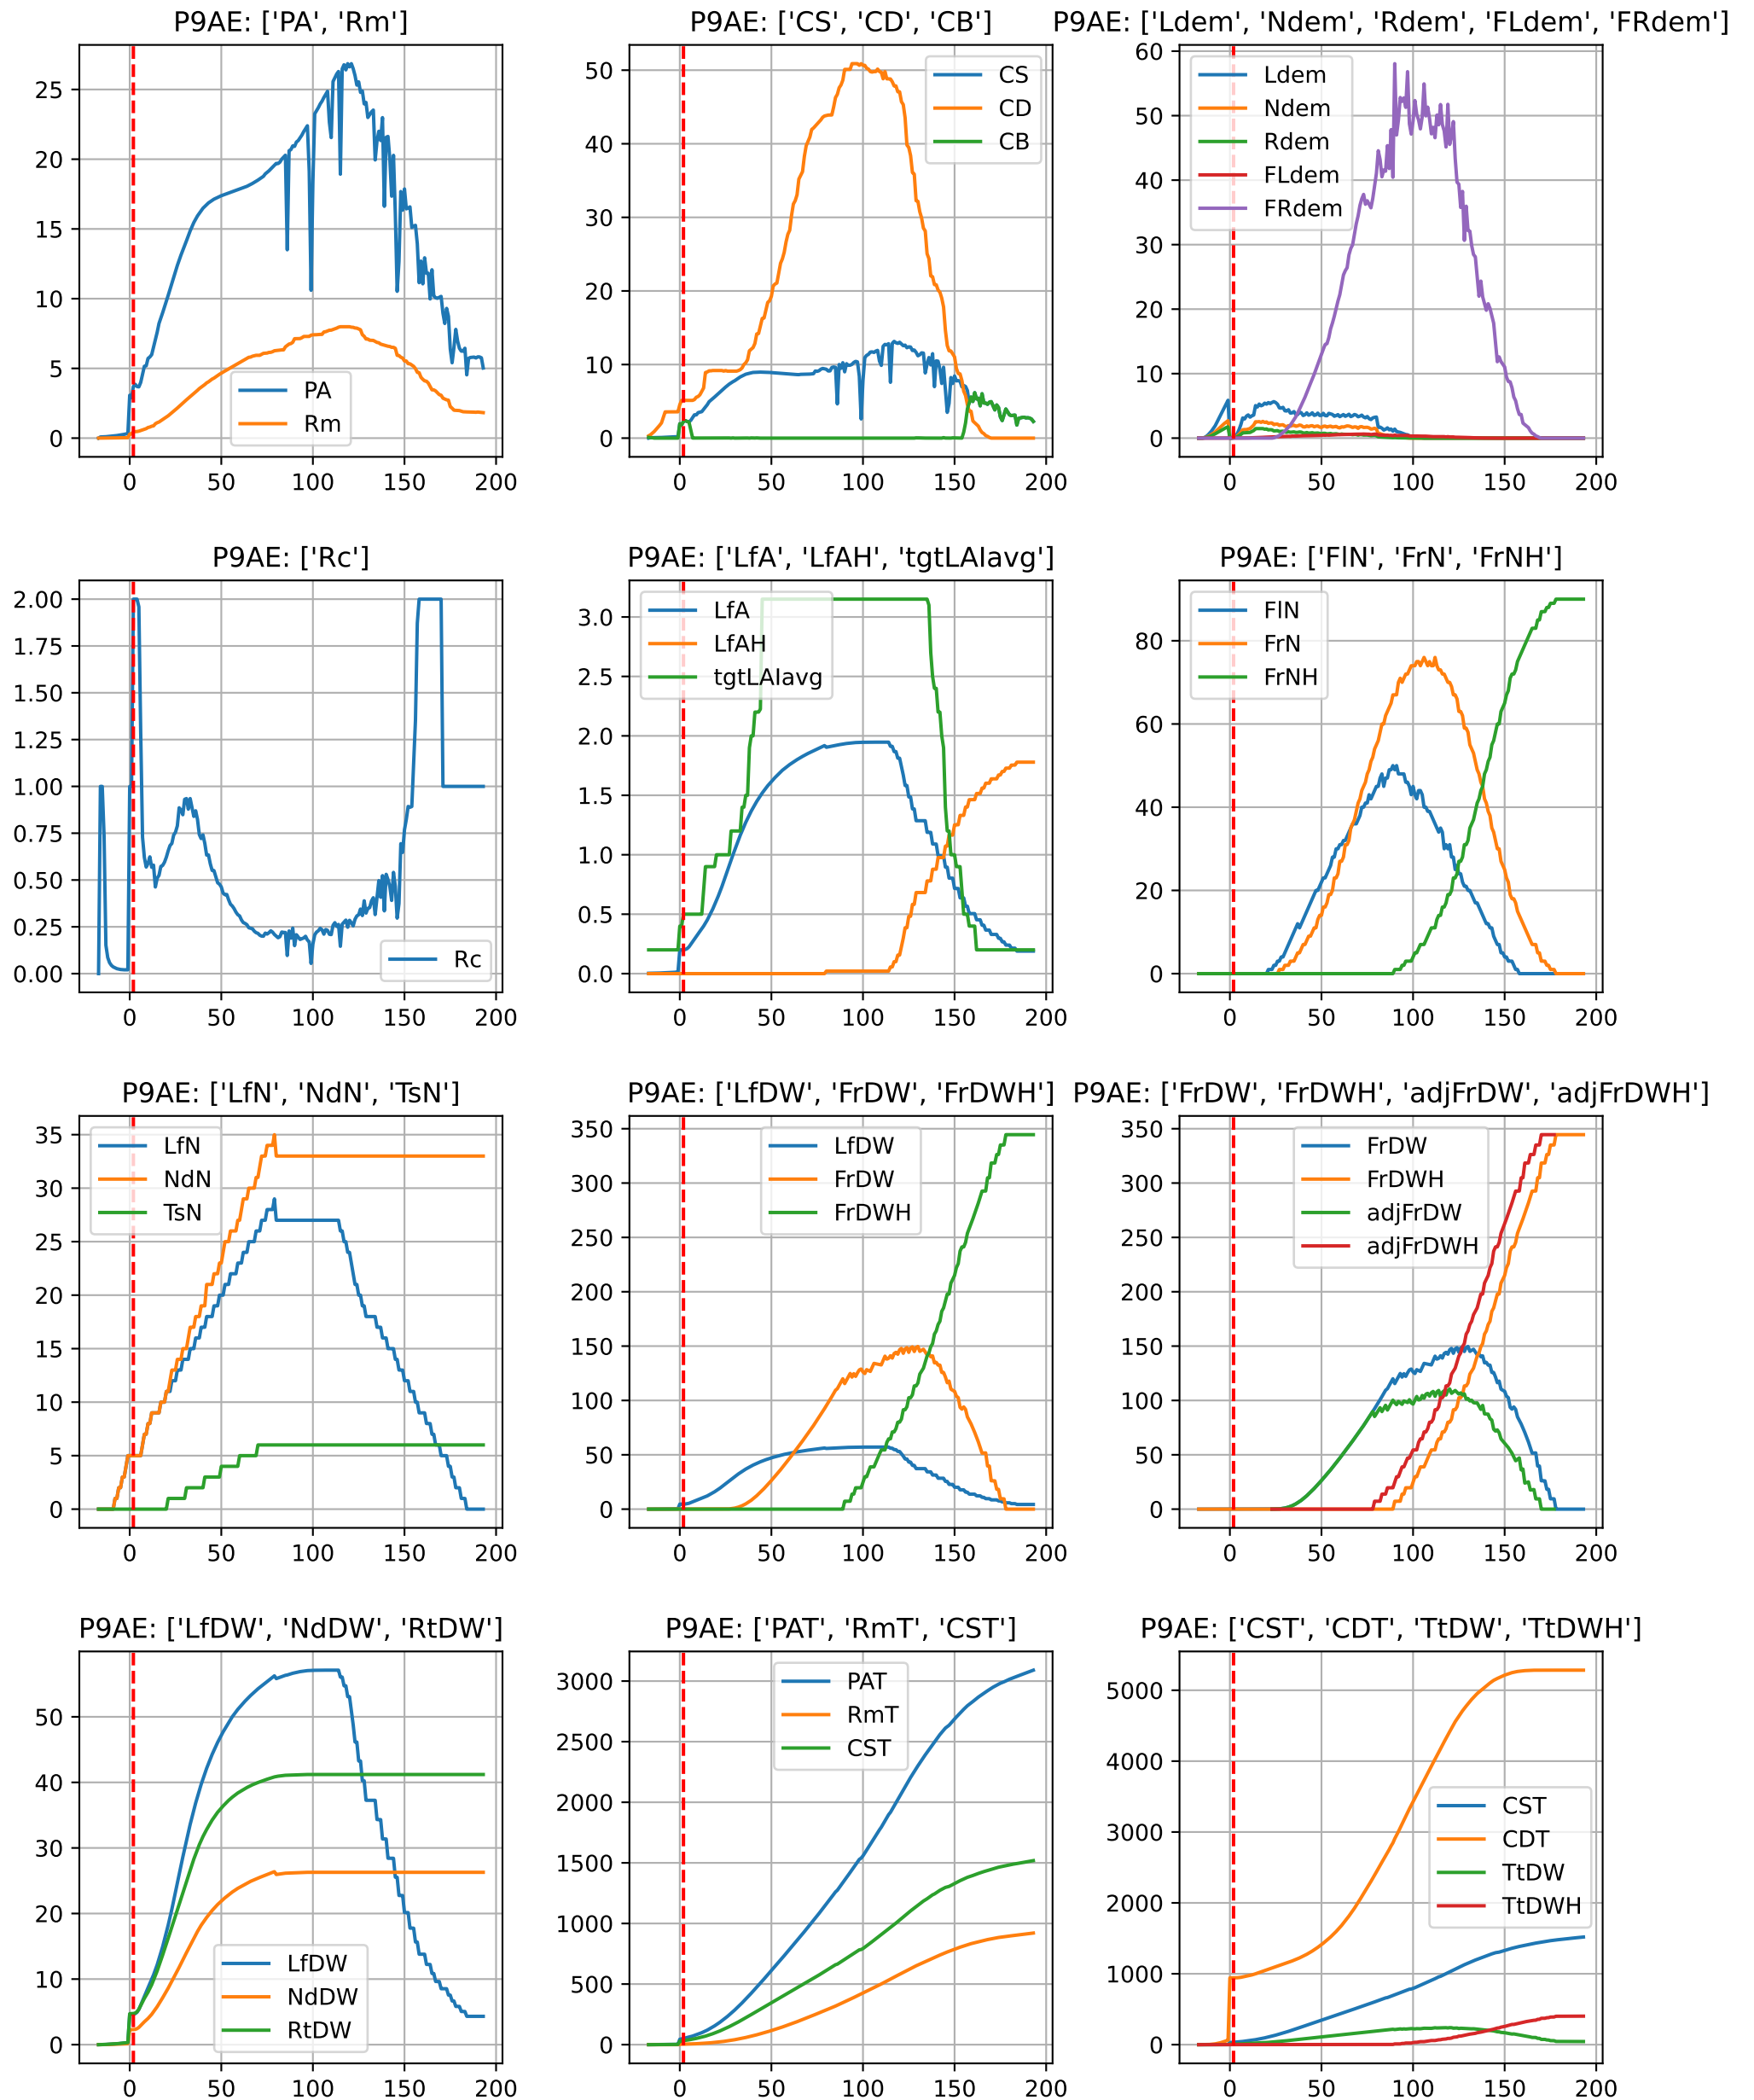 P9AE: ['PA', 'Rm']
25
20
15
10
5
0
PA
Rm
0 50 100 150 200
P9AE: ['CS', 'CD', 'CB']
50
40
30
20
10
0
CS
CD
CB
0 50 100 150 200
P9AE: ['Ldem', 'Ndem', 'Rdem', 'FLdem', 'FRdem']
60
50
40
30
20
10
0
Ldem
Ndem
Rdem
FLdem
FRdem
0 50 100 150 200
P9AE: ['Rc']
2.00
1.75
1.50
1.25
1.00
0.75
0.50
0.25
0.00
Rc
0 50 100 150 200
P9AE: ['LfA', 'LfAH', 'tgtLAIavg']
3.0
2.5
2.0
1.5
1.0
0.5
0.0
LfA
LfAH
tgtLAIavg
0 50 100 150 200
P9AE: ['FlN', 'FrN', 'FrNH']
80
60
40
20
0
FlN
FrN
FrNH
0 50 100 150 200
P9AE: ['LfN', 'NdN', 'TsN']
35
30
25
20
15
10
5
0
LfN
NdN
TsN
0 50 100 150 200
P9AE: ['LfDW', 'FrDW', 'FrDWH']
350
300
250
200
150
100
50
0
LfDW
FrDW
FrDWH
0 50 100 150 200
P9AE: ['FrDW', 'FrDWH', 'adjFrDW', 'adjFrDWH']
350
300
250
200
150
100
50
0
FrDW
FrDWH
adjFrDW
adjFrDWH
0 50 100 150 200
P9AE: ['LfDW', 'NdDW', 'RtDW']
50
40
30
20
10
0
LfDW
NdDW
RtDW
0 50 100 150 200
P9AE: ['PAT', 'RmT', 'CST']
3000
2500
2000
1500
1000
500
0
PAT
RmT
CST
0 50 100 150 200
P9AE: ['CST', 'CDT', 'TtDW', 'TtDWH']
5000
4000
3000
2000
1000
0
CST
CDT
TtDW
TtDWH
0 50 100 150 200